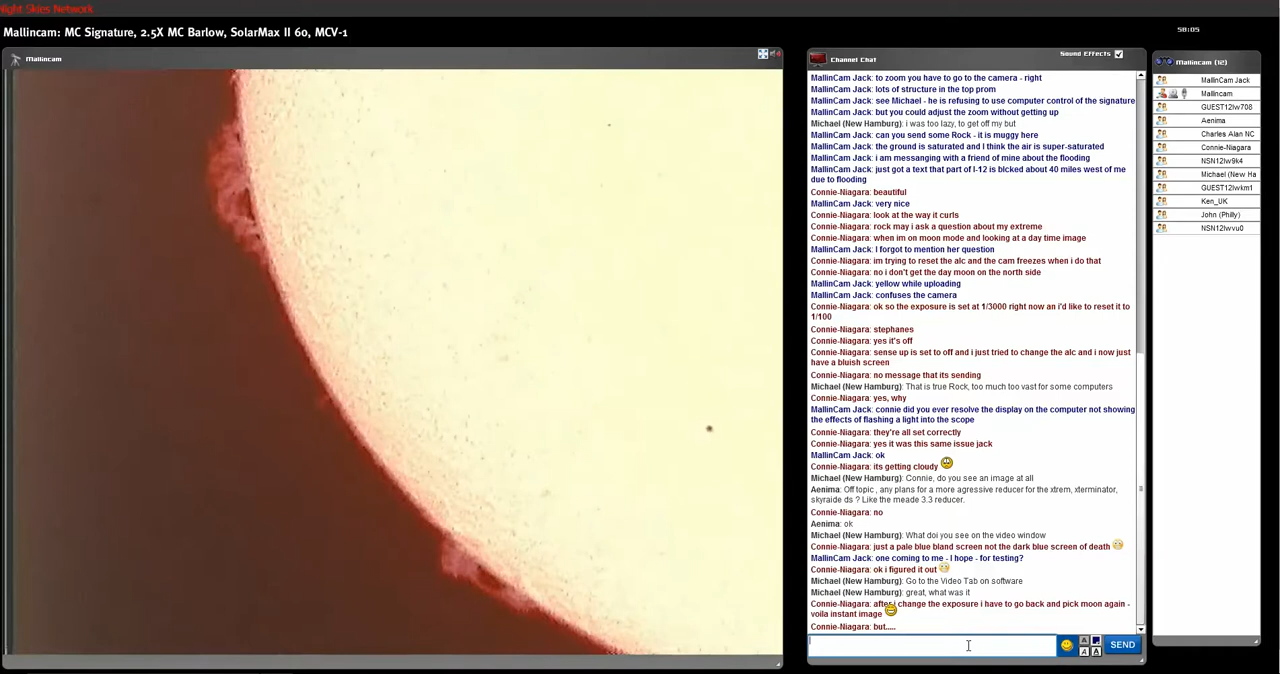 Night Skies Network
Mallincam: MC Signature, 2.5X MC Barlow, SolarMax II 60, MCV-1
58:05
Mallincam
Channel Chat
Sound Effects
Mallincam (12)
MallinCam Jack: to zoom you have to go to the camera - right
MallinCam Jack: lots of structure in the top prom
MallinCam Jack: see Michael - he is refusing to use computer control of the signature
MallinCam Jack: but you could adjust the zoom without getting up
Michael (New Hamburg): i was too lazy, to get off my but
MallinCam Jack: can you send some Rock - it is muggy here
MallinCam Jack: the ground is saturated and I think the air is super-saturated
MallinCam Jack: i am messanging with a friend of mine about the flooding
MallinCam Jack: just got a text that part of I-12 is blcked about 40 miles west of me
due to flooding
Connie-Niagara: beautiful
MallinCam Jack: very nice
Connie-Niagara: look at the way it curls
Connie-Niagara: rock may i ask a question about my extreme
Connie-Niagara: when im on moon mode and looking at a day time image
MallinCam Jack: I forgot to mention her question
Connie-Niagara: im trying to reset the alc and the cam freezes when i do that
Connie-Niagara: no i don't get the day moon on the north side
MallinCam Jack: yellow while uploading
MallinCam Jack: confuses the camera
Connie-Niagara: ok so the exposure is set at 1/3000 right now an i'd like to reset it to
1/100
Connie-Niagara: stephanes
Connie-Niagara: yes it's off
Connie-Niagara: sense up is set to off and i just tried to change the alc and i now just
have a bluish screen
Connie-Niagara: no message that its sending
Michael (New Hamburg): That is true Rock, too much too vast for some computers
Connie-Niagara: yes, why
MallinCam Jack: connie did you ever resolve the display on the computer not showing
the effects of flashing a light into the scope
Connie-Niagara: they're all set correctly
Connie-Niagara: yes it was this same issue jack
MallinCam Jack: ok
Connie-Niagara: its getting cloudy
Michael (New Hamburg): Connie, do you see an image at all
Aenima: Off topic , any plans for a more agressive reducer for the xtrem, xterminator,
skyraide ds ? Like the meade 3.3 reducer.
Connie-Niagara: no
Aenima: ok
Michael (New Hamburg): What doi you see on the video window
Connie-Niagara: just a pale blue bland screen not the dark blue screen of death
MallinCam Jack: one coming to me - I hope - for testing?
Connie-Niagara: ok i figured it out
Michael (New Hamburg): Go to the Video Tab on software
Michael (New Hamburg): great, what was it
Connie-Niagara: after i change the exposure i have to go back and pick moon again -
voila instant image
Connie-Niagara: but.....
SEND
MallinCam Jack
Mallincam
GUEST12lw708
Aenima
Charles Alan NC
Connie-Niagara
NSN12lw9k4
Michael (New Ha
GUEST12lwkm1
Ken_UK
John (Philly)
NSN12lwvu0